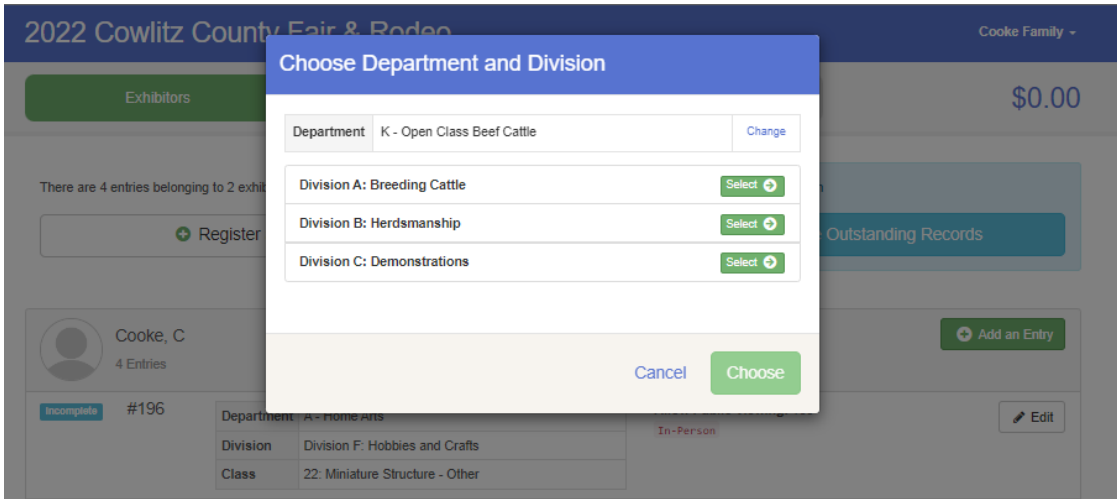 2022 Cowlitz County Fair & Rodeo
Cooke Family
Choose Department and Division
Exhibitors
$0.00
Department K - Open Class Beef Cattle Change
There are 4 entries belonging to 2
Division A: Breeding Cattle Select
Division B: Herdsmanship Select
Register
Outstanding Records
Division C: Demonstrations Select
Cooke, C
4 Entries
Add an Entry
Cancel Choose
Incomplete #196
Department A - Home Arts
In-Person
Edit
Division Division F: Hobbies and Crafts
Class 22: Miniature Structure - Other